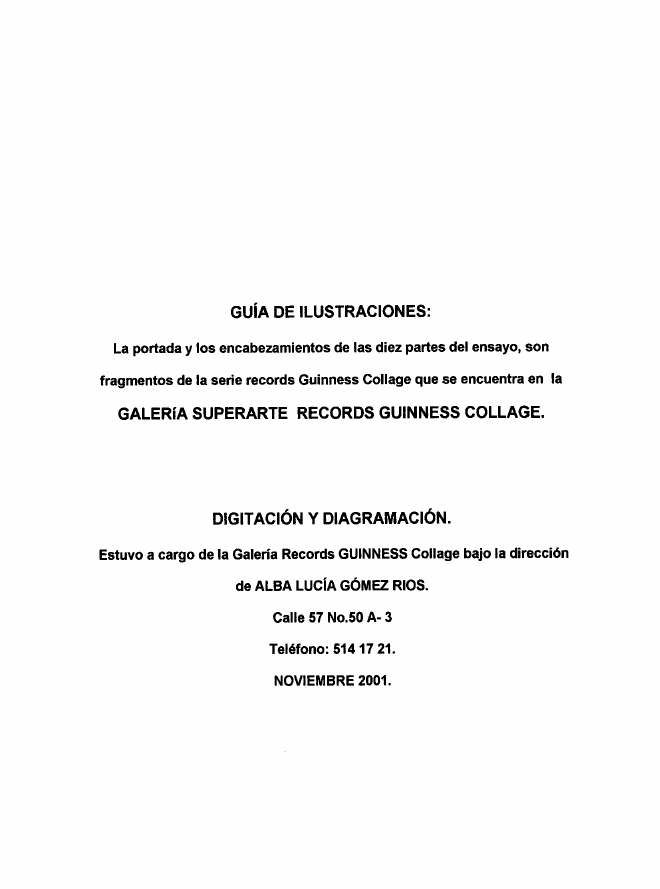 GUÍA DE ILUSTRACIONES:
La portada y los encabezamientos de las diez partes del ensayo, son
fragmentos de la serie records Guinness Collage que se encuentra en la
GALERÍA SUPERARTE RECORDS GUINNESS COLLAGE.
DIGITACIÓN Y DIAGRAMACIÓN.
Estuvo a cargo de la Galería Records GUINNESS Collage bajo la dirección
de ALBA LUCÍA GÓMEZ RIOS.
Calle 57 No.50 A- 3
Teléfono: 514 17 21.
NOVIEMBRE 2001.